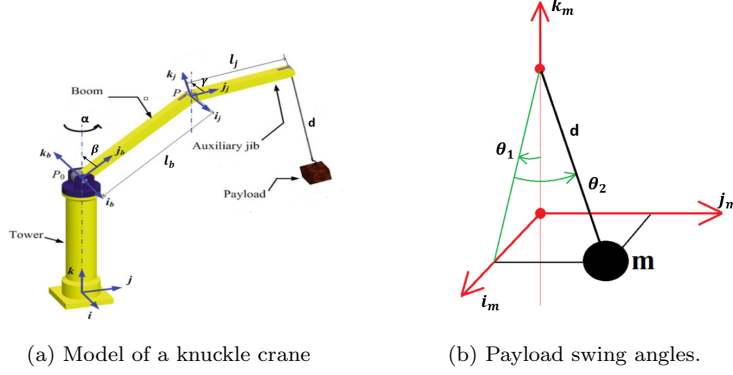 k_j
l_j
γ
P
j_j
Boom
i_j
α
d
Auxiliary jib
k_b
β
j_b
l_b
P_0
Payload
i_b
Tower
k
j
i
k_m
d
θ_1
θ_2
j_m
m
i_m
(a) Model of a knuckle crane
(b) Payload swing angles.